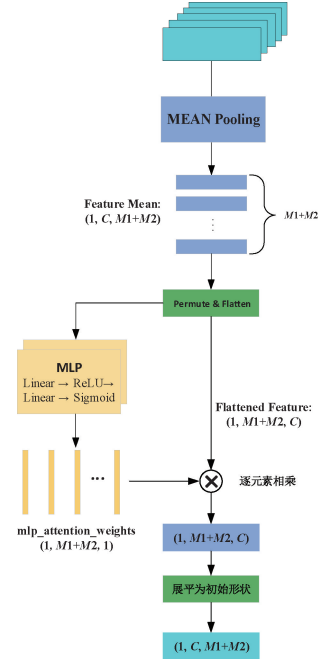 MEAN Pooling
Feature Mean:
(1, C, M1+M2)
⋮
M1+M2
Permute & Flatten
MLP
Linear → ReLU→
Linear → Sigmoid
Flattened Feature:
(1, M1+M2, C)
...
逐元素相乘
mlp_attention_weights
(1, M1+M2, 1)
(1, M1+M2, C)
展平为初始形状
(1, C, M1+M2)